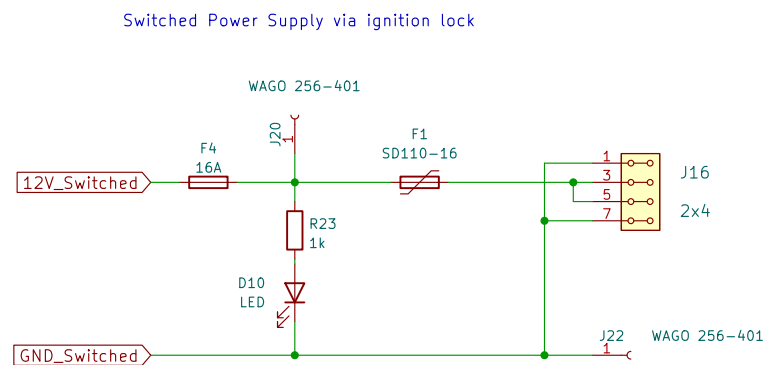 Switched Power Supply via ignition lock
WAGO 256-401
J20
1
F4
16A
F1
SD110-16
12V_Switched
1
3
5
7
J16
2x4
R23
1k
D10
LED
GND_Switched
J22
1
WAGO 256-401